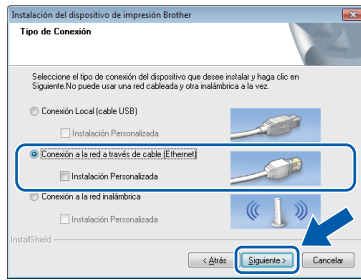 Instalación del dispositivo de impresión Brother
Tipo de Conexión
Seleccione el tipo de conexión del dispositivo que desee instalar y haga clic en
Siguiente.No puede usar una red cableada y otra inalámbrica a la vez.
Conexión Local (cable USB)
Instalación Personalizada
Conexión a la red a través de cable (Ethernet)
Instalación Personalizada
Conexión a la red inalámbrica
Instalación Personalizada
InstallShield
< Atrás Siguiente > Cancelar